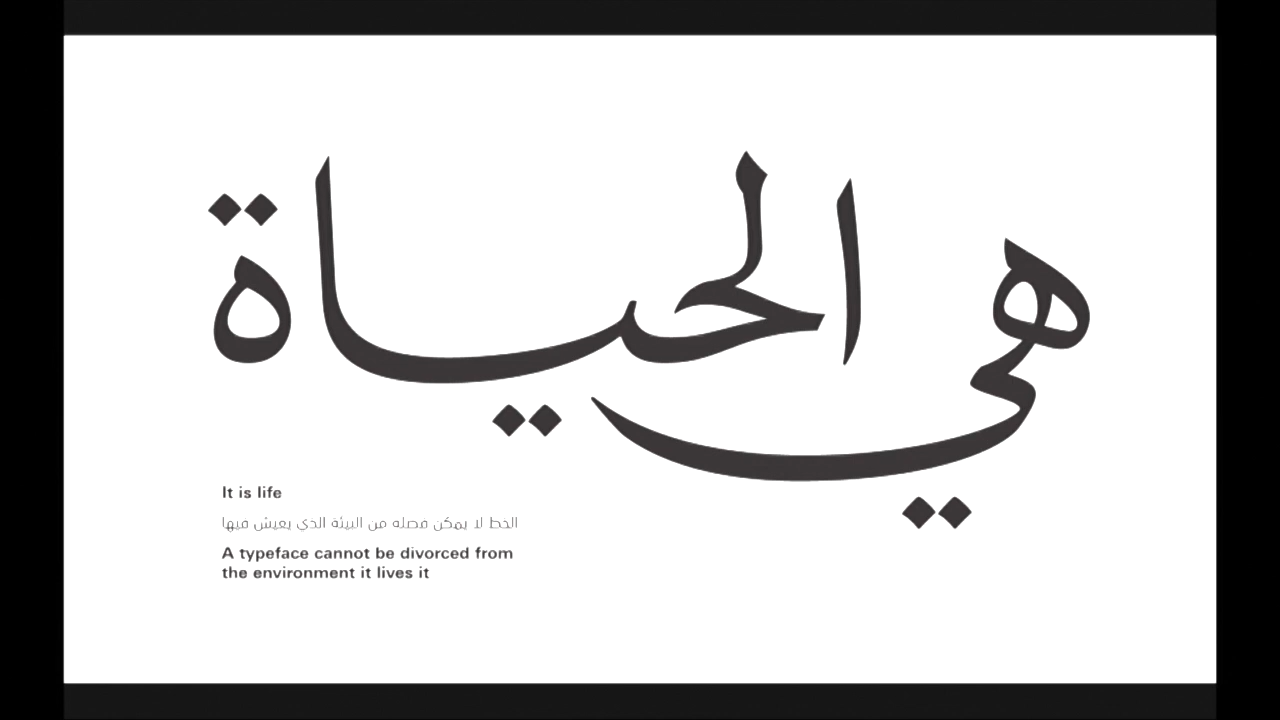 هي الحياة
It is life
الخط لا يمكن فصله من البيئة الذي يعيش فيها
A typeface cannot be divorced from
the environment it lives it